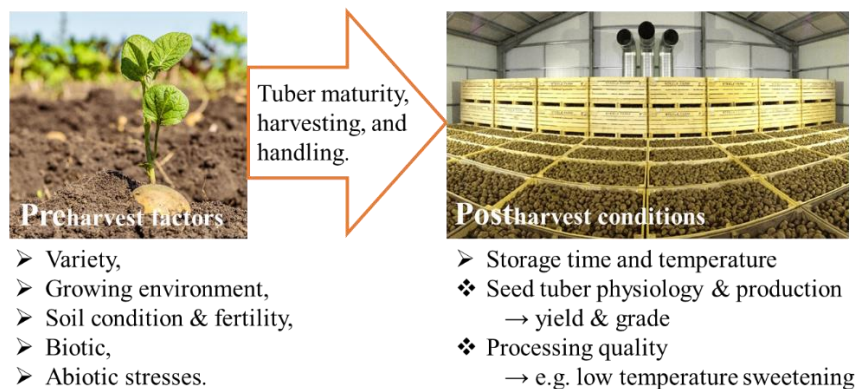 Tuber maturity,
harvesting, and
handling.
Preharvest factors
Postharvest conditions
➢ Variety,
➢ Growing environment,
➢ Soil condition & fertility,
➢ Biotic,
➢ Abiotic stresses.
➢ Storage time and temperature
❖ Seed tuber physiology & production
→ yield & grade
❖ Processing quality
→ e.g. low temperature sweetening